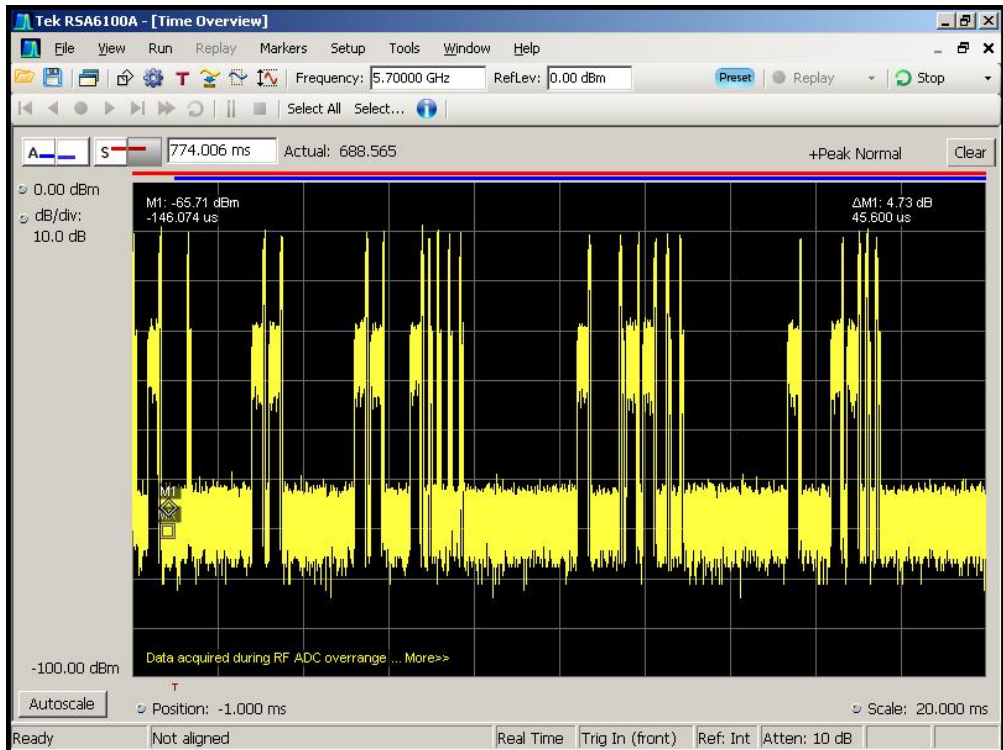 Tek RSA6100A - [Time Overview]
File View Run Replay Markers Setup Tools Window Help
T Frequency: 5.70000 GHz RefLev: 0.00 dBm Preset Replay Stop
Select All Select...
A S 774.006 ms Actual: 688.565 +Peak Normal Clear
0.00 dBm
dB/div:
10.0 dB
M1: -65.71 dBm
-146.074 us
ΔM1: 4.73 dB
45.600 us
M1
Data acquired during RF ADC overrange ... More>>
-100.00 dBm
T
Autoscale Position: -1.000 ms Scale: 20.000 ms
Ready Not aligned Real Time Trig In (front) Ref: Int Atten: 10 dB